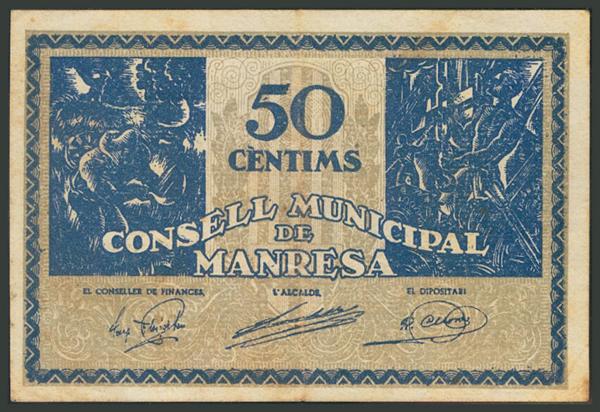 50
CÈNTIMS
CONSELL MUNICIPAL
DE
MANRESA
EL CONSELLER DE FINANCES, L'ALCALDE, EL DIPOSITARI